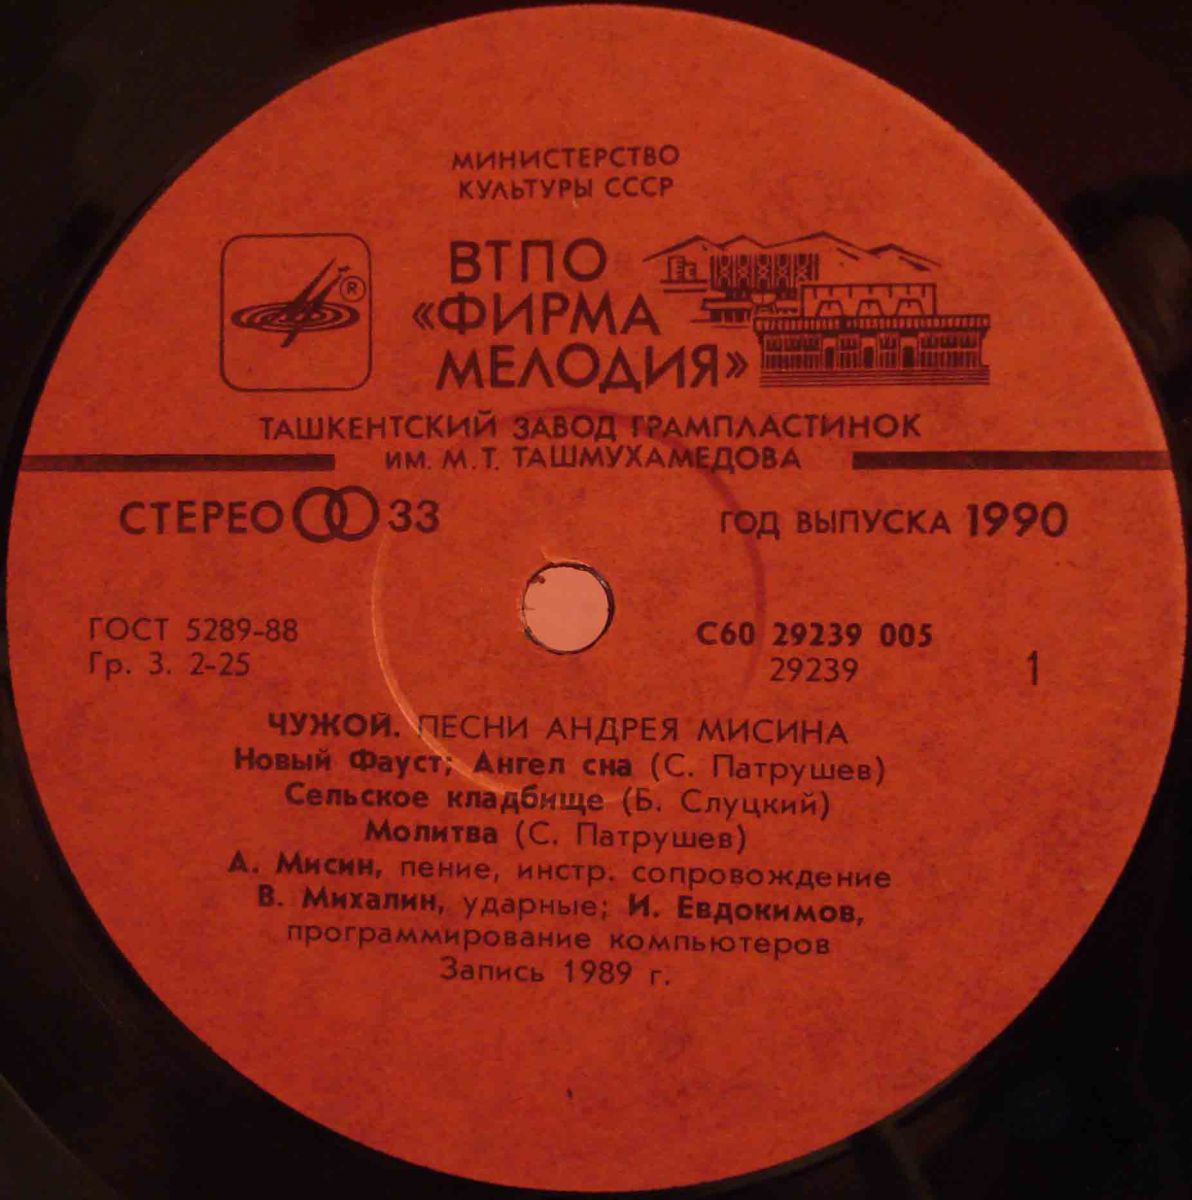 МИНИСТЕРСТВО
КУЛЬТУРЫ СССР
®
ВТПО
«ФИРМА
МЕЛОДИЯ»
ТАШКЕНТСКИЙ ЗАВОД ГРАМПЛАСТИНОК
ИМ. М.Т. ТАШМУХАМЕДОВА
СТЕРЕО 33 ГОД ВЫПУСКА 1990
ГОСТ 5289-88 С60 29239 005
Гр. 3. 2-25 29239 1
ЧУЖОЙ. ПЕСНИ АНДРЕЯ МИСИНА
Новый Фауст; Ангел сна (С. Патрушев)
Сельское кладбище (Б. Слуцкий)
Молитва (С. Патрушев)
А. Мисин, пение, инстр. сопровождение
В. Михалин, ударные; И. Евдокимов,
программирование компьютеров
Запись 1989 г.